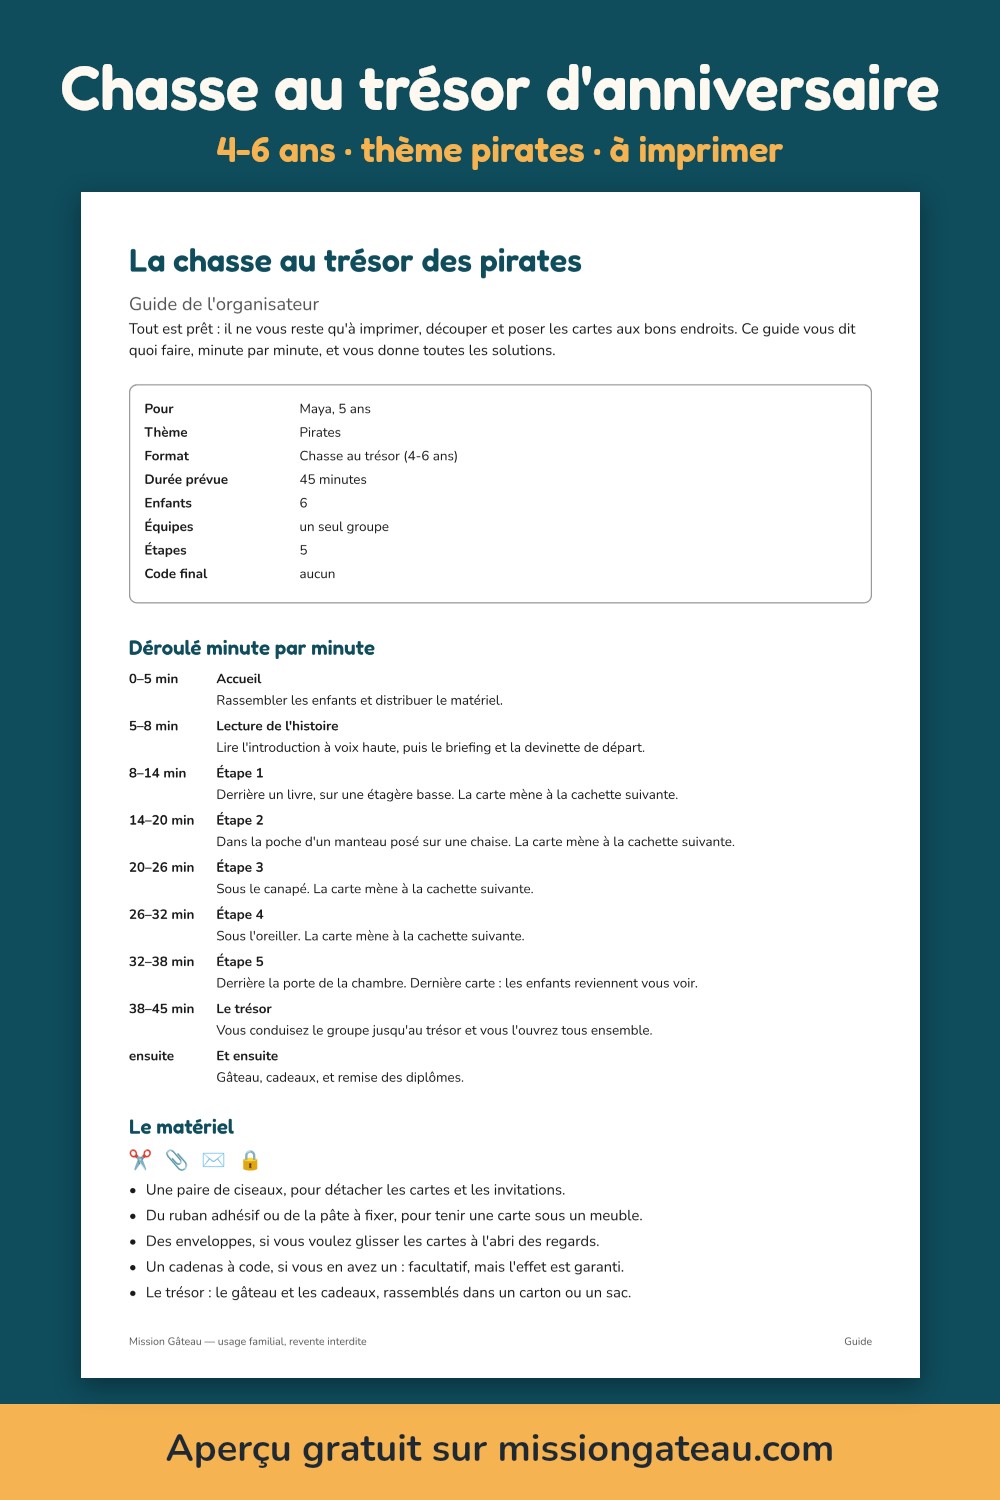 Chasse au trésor d'anniversaire
4-6 ans · thème pirates · à imprimer
La chasse au trésor des pirates
Guide de l'organisateur
Tout est prêt : il ne vous reste qu'à imprimer, découper et poser les cartes aux bons endroits. Ce guide vous dit
quoi faire, minute par minute, et vous donne toutes les solutions.
Pour Maya, 5 ans
Thème Pirates
Format Chasse au trésor (4-6 ans)
Durée prévue 45 minutes
Enfants 6
Équipes un seul groupe
Étapes 5
Code final aucun
Déroulé minute par minute
0–5 min Accueil
Rassembler les enfants et distribuer le matériel.
5–8 min Lecture de l'histoire
Lire l'introduction à voix haute, puis le briefing et la devinette de départ.
8–14 min Étape 1
Derrière un livre, sur une étagère basse. La carte mène à la cachette suivante.
14–20 min Étape 2
Dans la poche d'un manteau posé sur une chaise. La carte mène à la cachette suivante.
20–26 min Étape 3
Sous le canapé. La carte mène à la cachette suivante.
26–32 min Étape 4
Sous l'oreiller. La carte mène à la cachette suivante.
32–38 min Étape 5
Derrière la porte de la chambre. Dernière carte : les enfants reviennent vous voir.
38–45 min Le trésor
Vous conduisez le groupe jusqu'au trésor et vous l'ouvrez tous ensemble.
ensuite Et ensuite
Gâteau, cadeaux, et remise des diplômes.
Le matériel
• Une paire de ciseaux, pour détacher les cartes et les invitations.
• Du ruban adhésif ou de la pâte à fixer, pour tenir une carte sous un meuble.
• Des enveloppes, si vous voulez glisser les cartes à l'abri des regards.
• Un cadenas à code, si vous en avez un : facultatif, mais l'effet est garanti.
• Le trésor : le gâteau et les cadeaux, rassemblés dans un carton ou un sac.
Mission Gâteau — usage familial, revente interdite Guide
Aperçu gratuit sur missiongateau.com